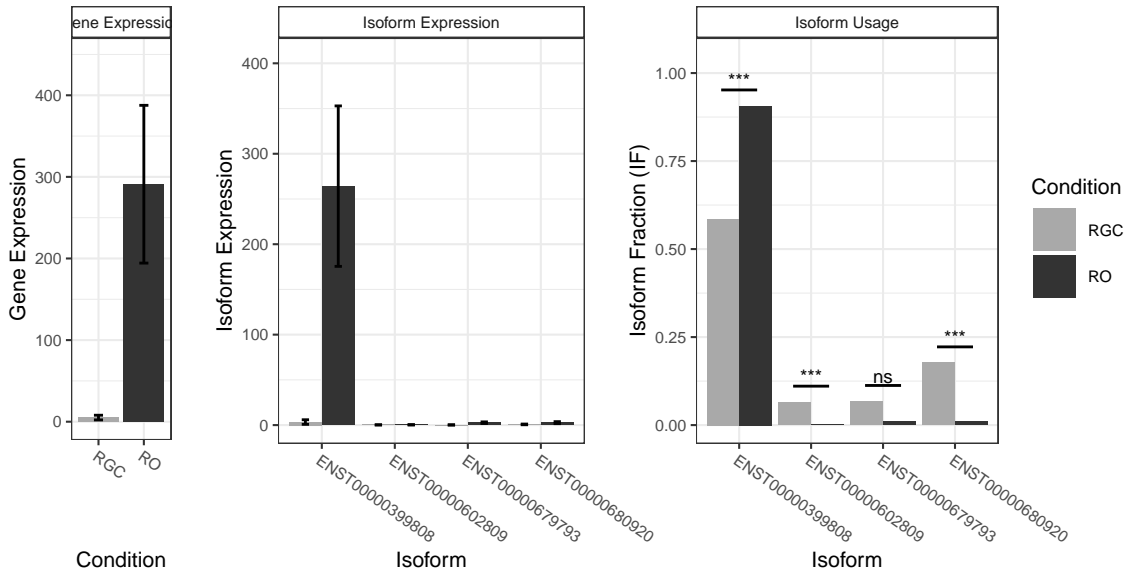 ene Expressio
Gene Expression
400
300
200
100
0
RGC
RO
Condition
Isoform Expression
Isoform Expression
400
300
200
100
0
ENST00000399808
ENST00000602809
ENST00000679793
ENST00000680920
Isoform
Isoform Usage
Isoform Fraction (IF)
1.00
0.75
0.50
0.25
0.00
***
***
ns
***
ENST00000399808
ENST00000602809
ENST00000679793
ENST00000680920
Isoform
Condition
RGC
RO